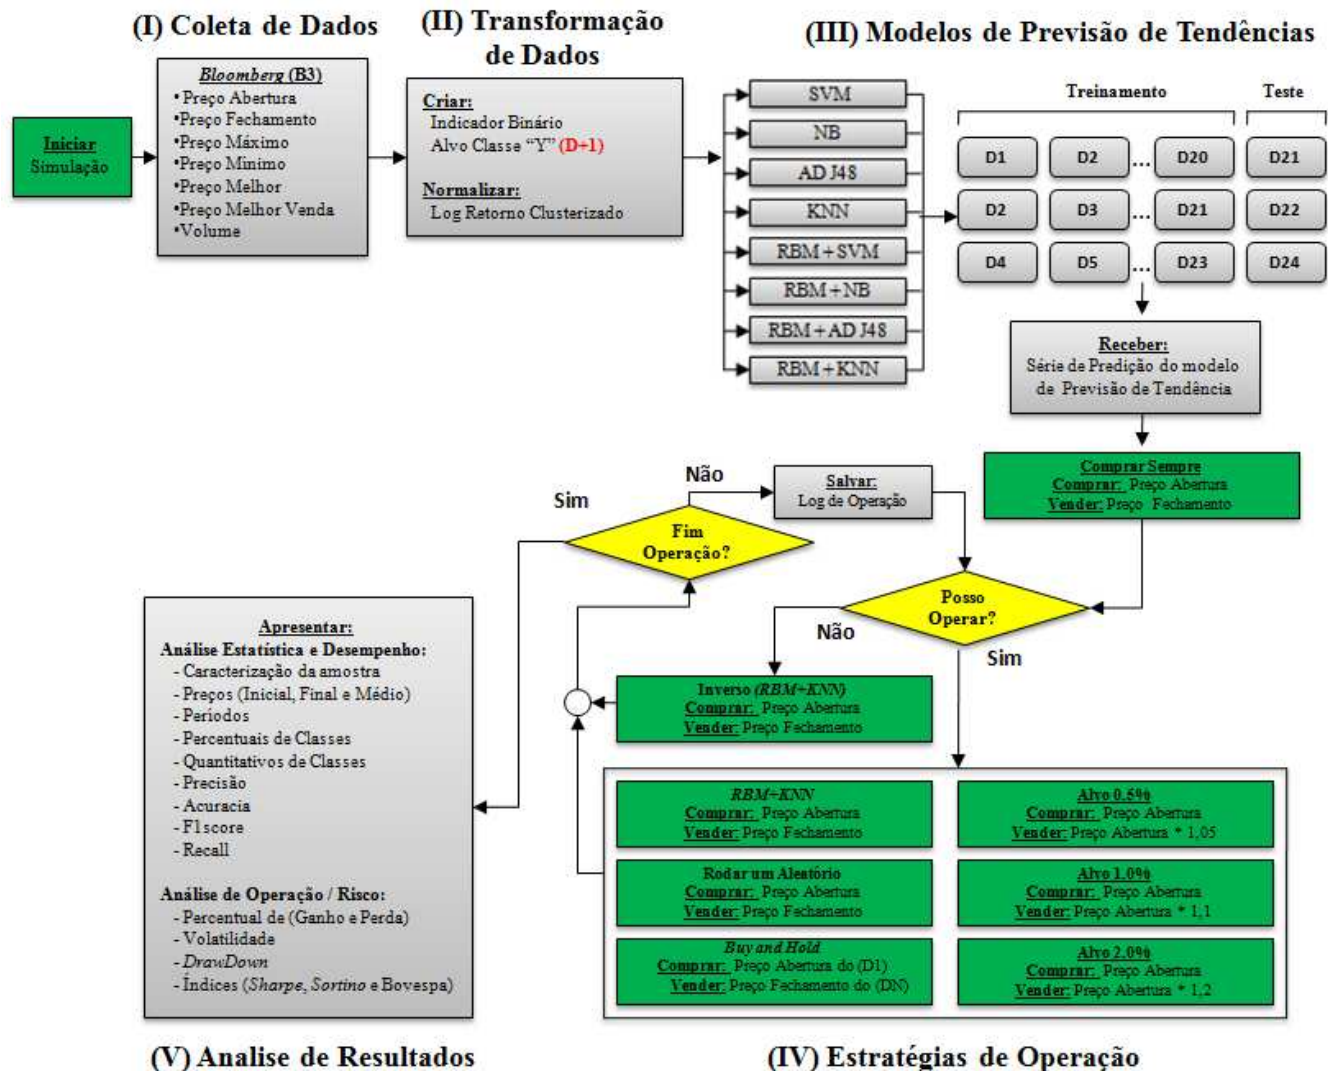 (I) Coleta de Dados
(II) Transformação
de Dados
(III) Modelos de Previsão de Tendências
Iniciar
Simulação
Bloomberg (B3)
•Preço Abertura
•Preço Fechamento
•Preço Máximo
•Preço Minimo
•Preço Melhor
•Preço Melhor Venda
•Volume
Criar:
Indicador Binário
Alvo Classe “Y” (D+1)
Normalizar:
Log Retorno Clusterizado
SVM
NB
AD J48
KNN
RBM+SVM
RBM+NB
RBM+AD J48
RBM+KNN
Treinamento
Teste
D1
D2
...
D20
D21
D2
D3
...
D21
D22
D4
D5
...
D23
D24
Receber:
Série de Predição do modelo
de Previsão de Tendência
Comprar Sempre
Comprar: Preço Abertura
Vender: Preço Fechamento
Não
Sim
Salvar:
Log de Operação
Fim
Operação?
Posso
Operar?
Não
Sim
Inverso (RBM+KNN)
Comprar: Preço Abertura
Vender: Preço Fechamento
RBM+KNN
Comprar: Preço Abertura
Vender: Preço Fechamento
Alvo 0.5%
Comprar: Preço Abertura
Vender: Preço Abertura * 1,05
Rodar um Aleatório
Comprar: Preço Abertura
Vender: Preço Fechamento
Alvo 1.0%
Comprar: Preço Abertura
Vender: Preço Abertura * 1,1
Buy and Hold
Comprar: Preço Abertura do (D1)
Vender: Preço Fechamento do (DN)
Alvo 2.0%
Comprar: Preço Abertura
Vender: Preço Abertura * 1,2
Apresentar:
Análise Estatística e Desempenho:
- Caracterização da amostra
- Preços (Inicial, Final e Médio)
- Períodos
- Percentuais de Classes
- Quantitativos de Classes
- Precisão
- Acuracia
- F1 score
- Recall
Análise de Operação / Risco:
- Percentual de (Ganho e Perda)
- Volatilidade
- DrawDown
- Índices (Sharpe, Sortino e Bovespa)
(V) Analise de Resultados
(IV) Estratégias de Operação